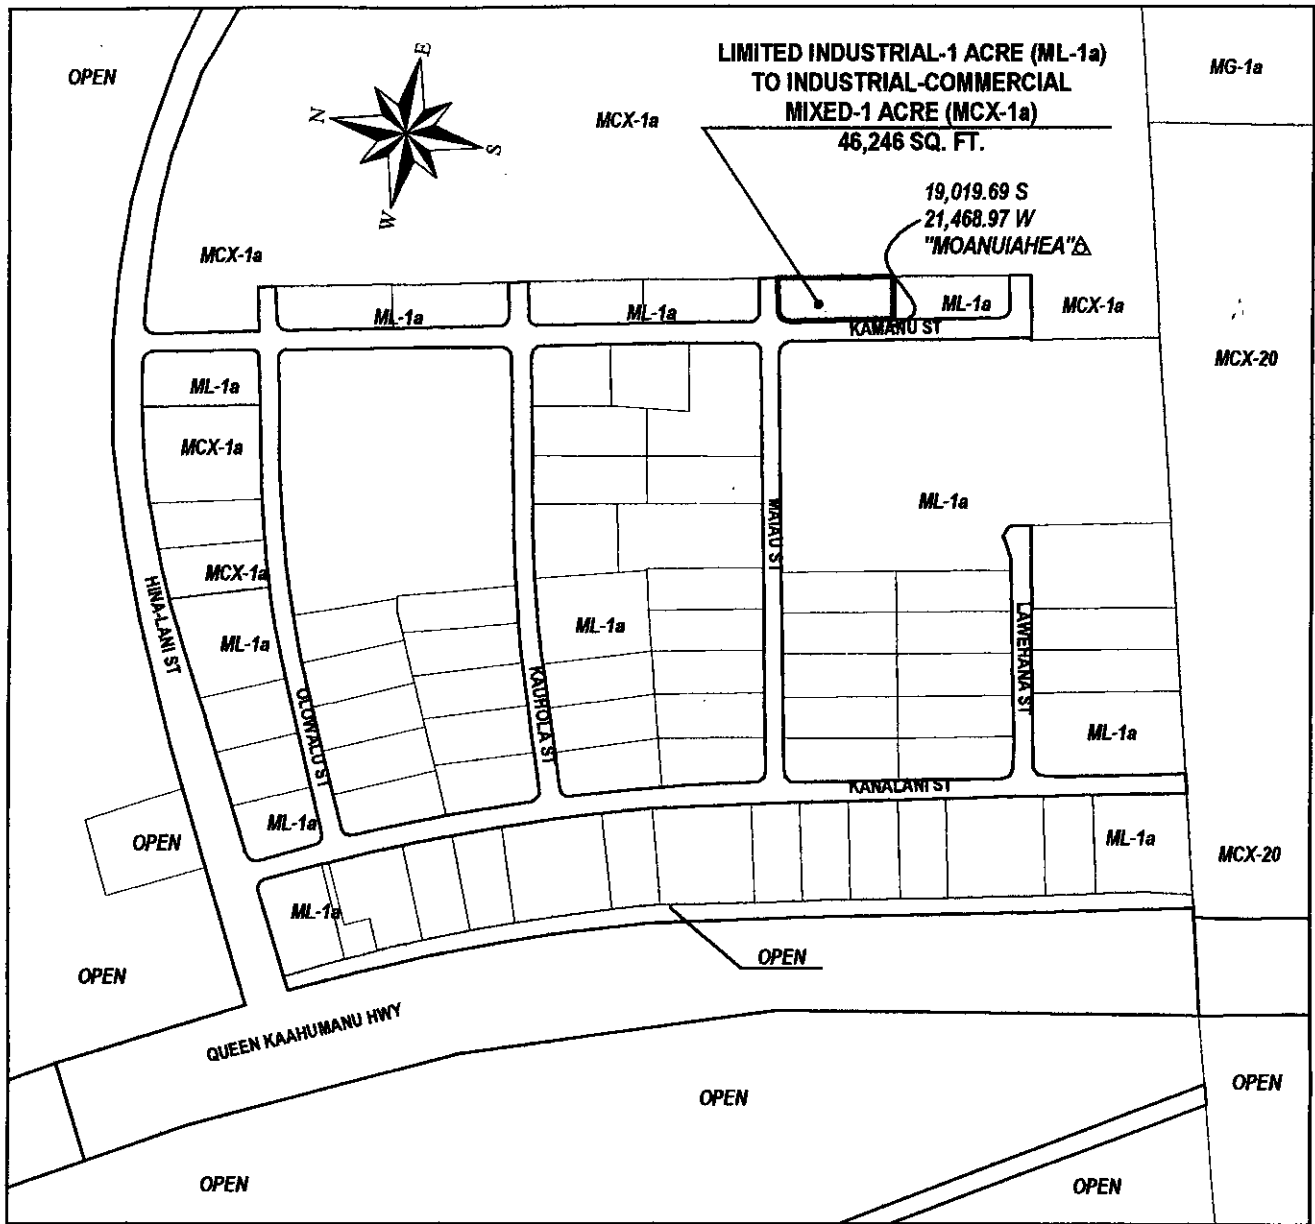 OPEN
E
N
S
W
MCX-1a
LIMITED INDUSTRIAL-1 ACRE (ML-1a)
TO INDUSTRIAL-COMMERCIAL
MIXED-1 ACRE (MCX-1a)
46,246 SQ. FT.
MG-1a
19,019.69 S
21,468.97 W
"MOANUIAHEA"
MCX-1a
ML-1a
ML-1a
ML-1a
MCX-1a
KAMANU ST
MCX-20
ML-1a
MCX-1a
ML-1a
WAIAU ST
MCX-1a
HINA-LANI ST
ML-1a
ML-1a
LAWEHANA ST
OLOWALU ST
KAUHOLA ST
ML-1a
KANALANI ST
ML-1a
OPEN
ML-1a
MCX-20
ML-1a
OPEN
OPEN
QUEEN KAAHUMANU HWY
OPEN
OPEN
OPEN
OPEN